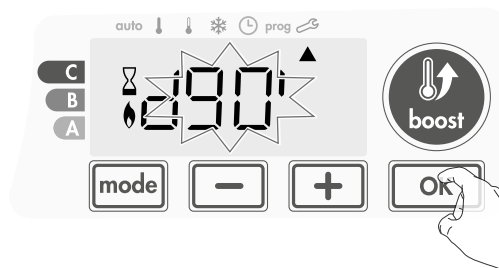 auto prog
C
B
A
d90'
boost
mode − + OK